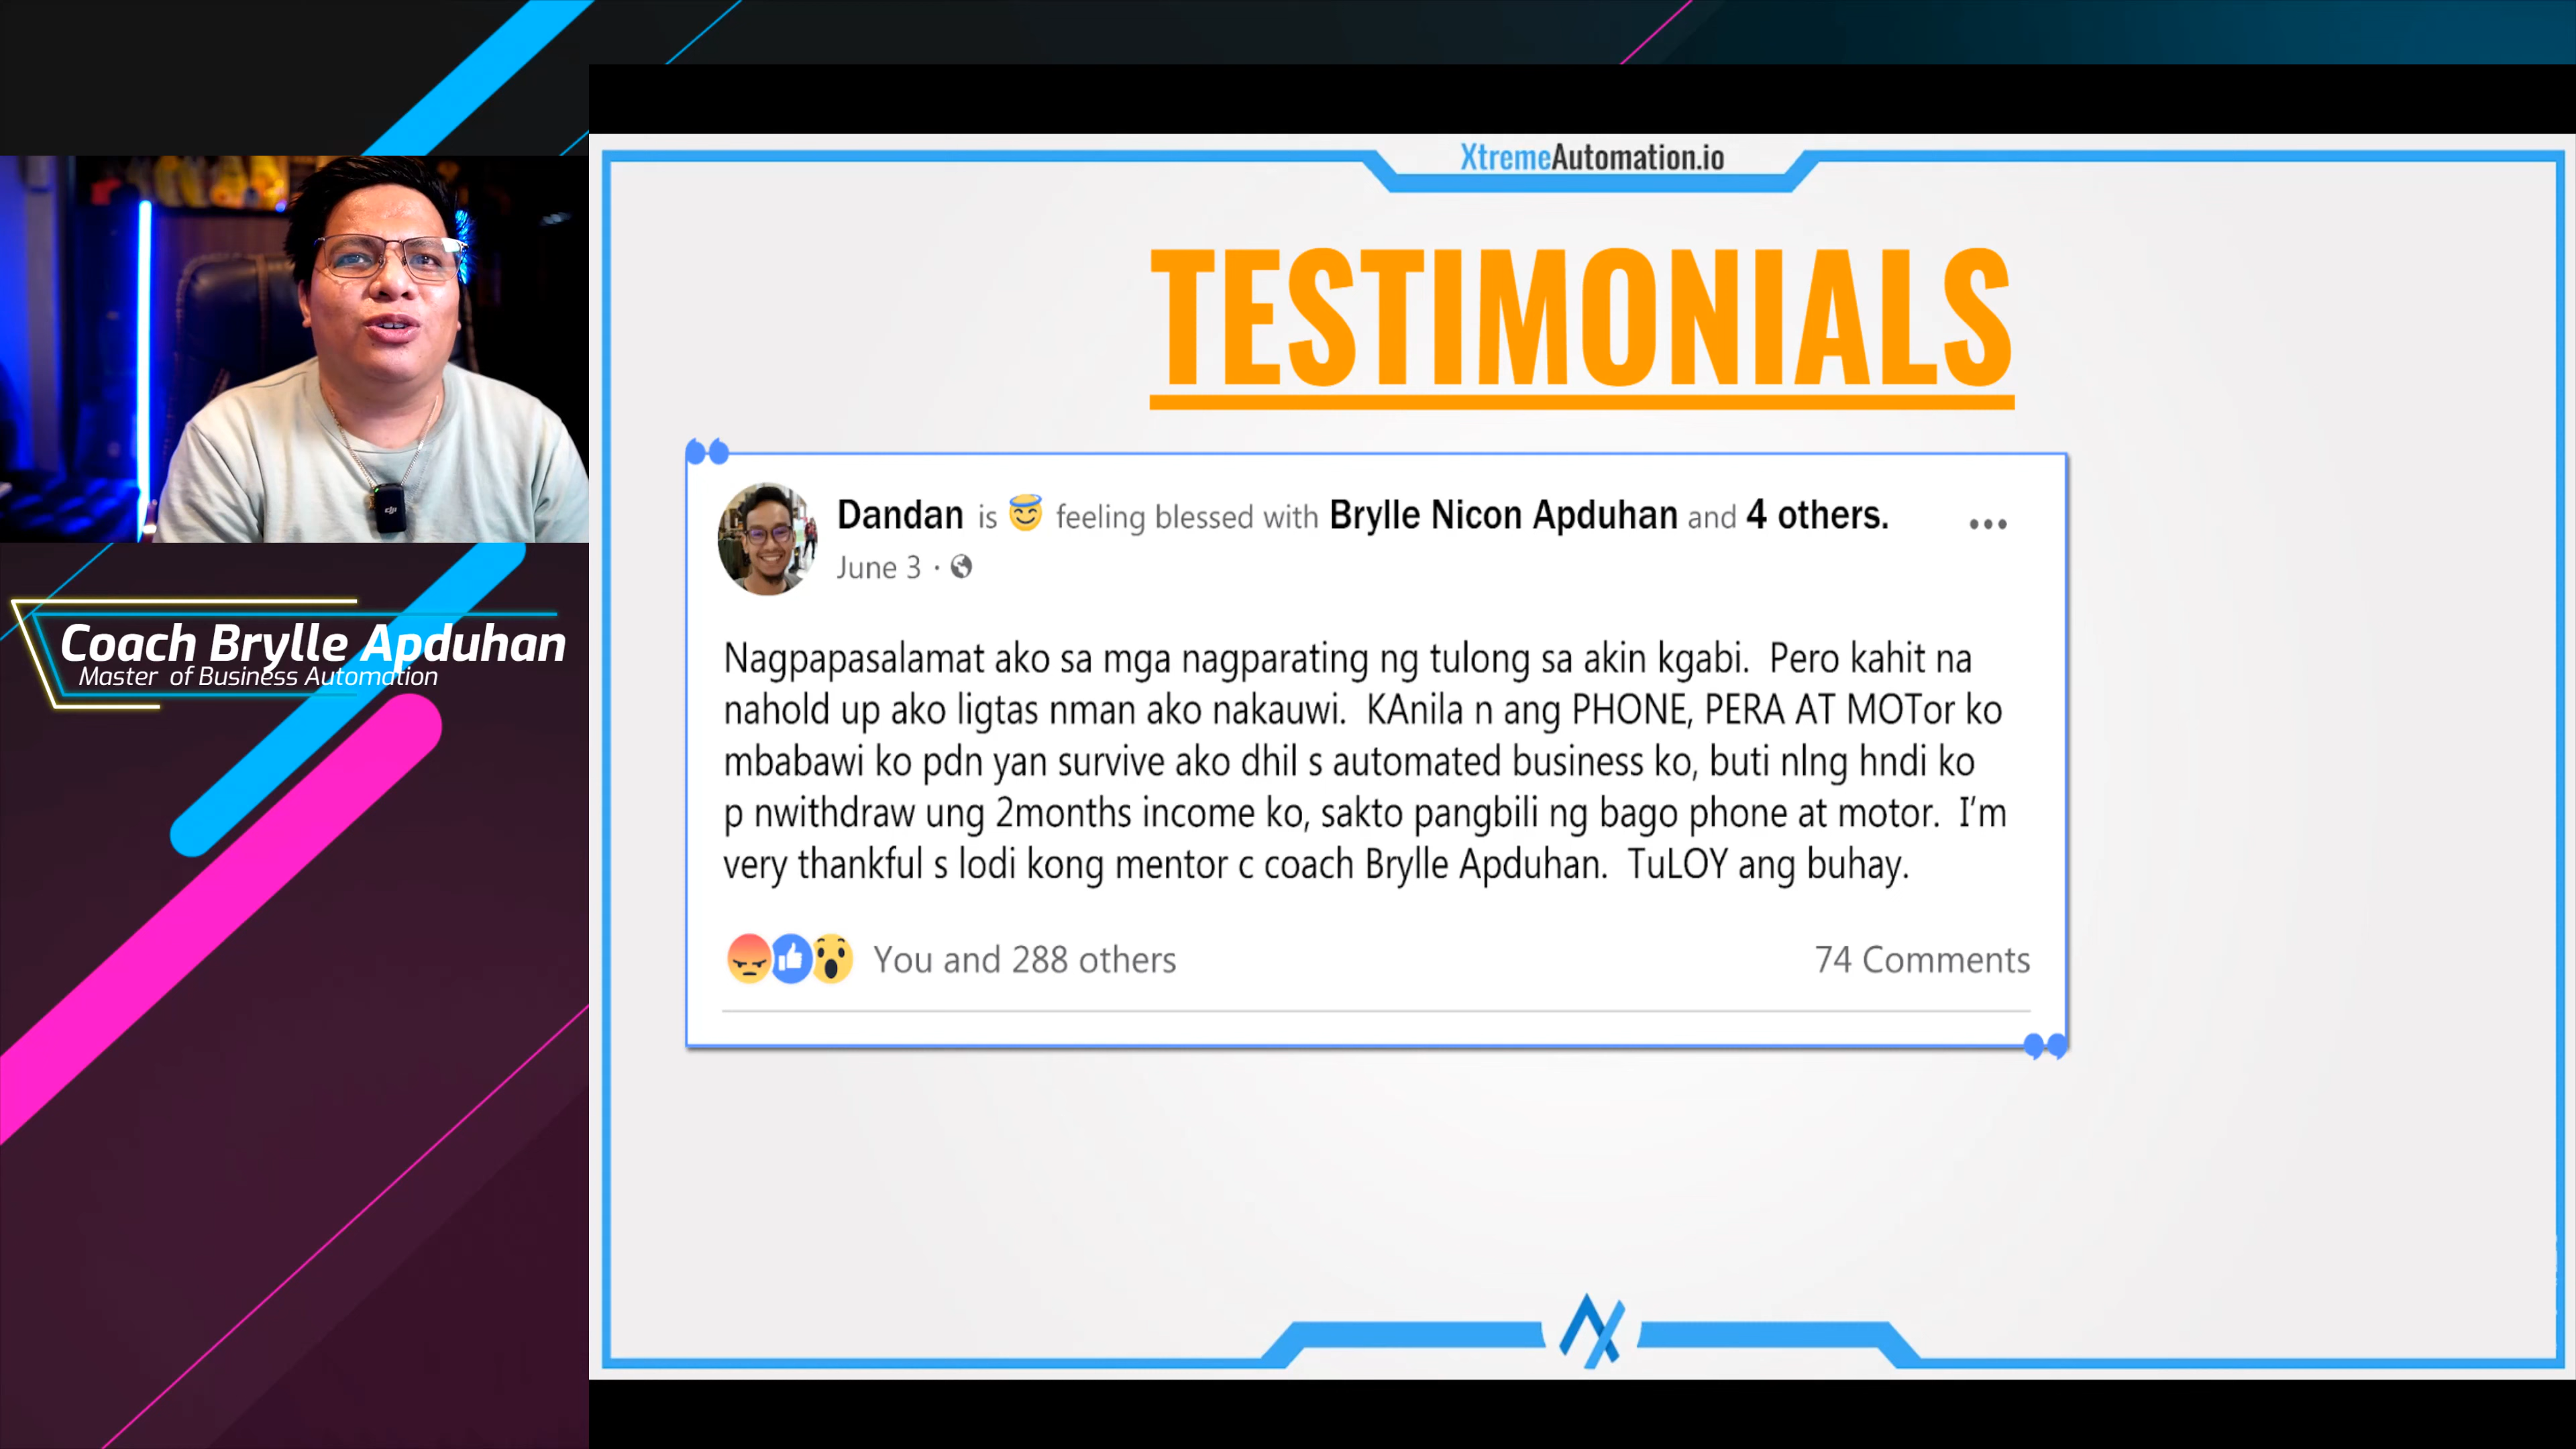 XtremeAutomation.io
TESTIMONIALS
Dandan is 😇 feeling blessed with Brylle Nicon Apduhan and 4 others.
June 3 ·
Nagpapasalamat ako sa mga nagparating ng tulong sa akin kgabi. Pero kahit na
nahold up ako ligtas nman ako nakauwi. KAnila n ang PHONE, PERA AT MOTor ko
mbabawi ko pdn yan survive ako dhil s automated business ko, buti nlng hndi ko
p nwithdraw ung 2months income ko, sakto pangbili ng bago phone at motor. I'm
very thankful s lodi kong mentor c coach Brylle Apduhan. TuLOY ang buhay.
You and 288 others
74 Comments
Coach Brylle Apduhan
Master of Business Automation
dji